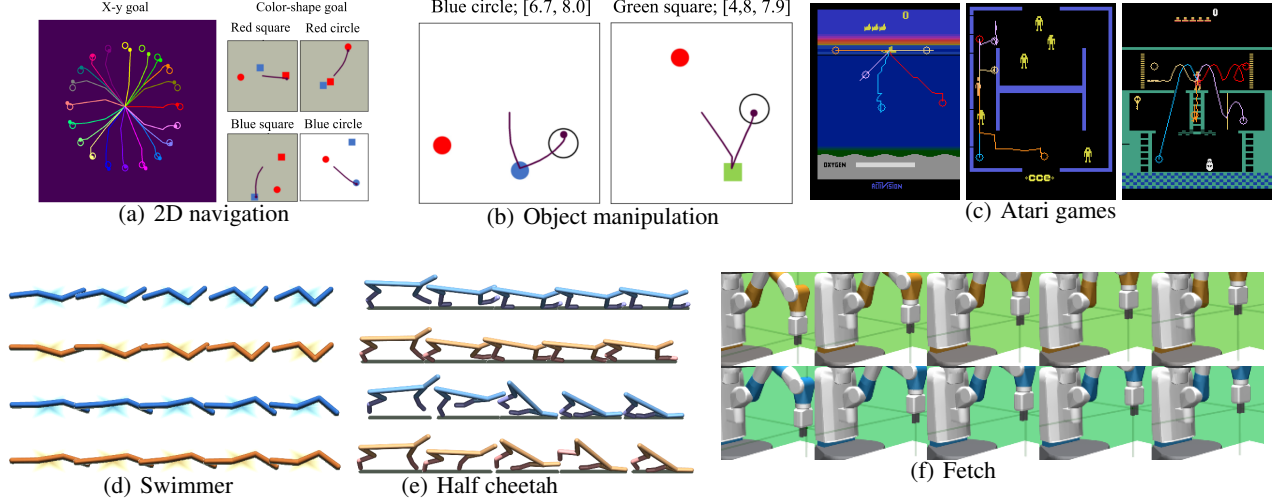 X-y goal
Color-shape goal
Red square
Red circle
Blue square
Blue circle
(a) 2D navigation
Blue circle; [6.7, 8.0]
Green square; [4,8, 7.9]
(b) Object manipulation
0
OXYGEN
ACTIVISION
0
(c) Atari games
(d) Swimmer
(e) Half cheetah
(f) Fetch